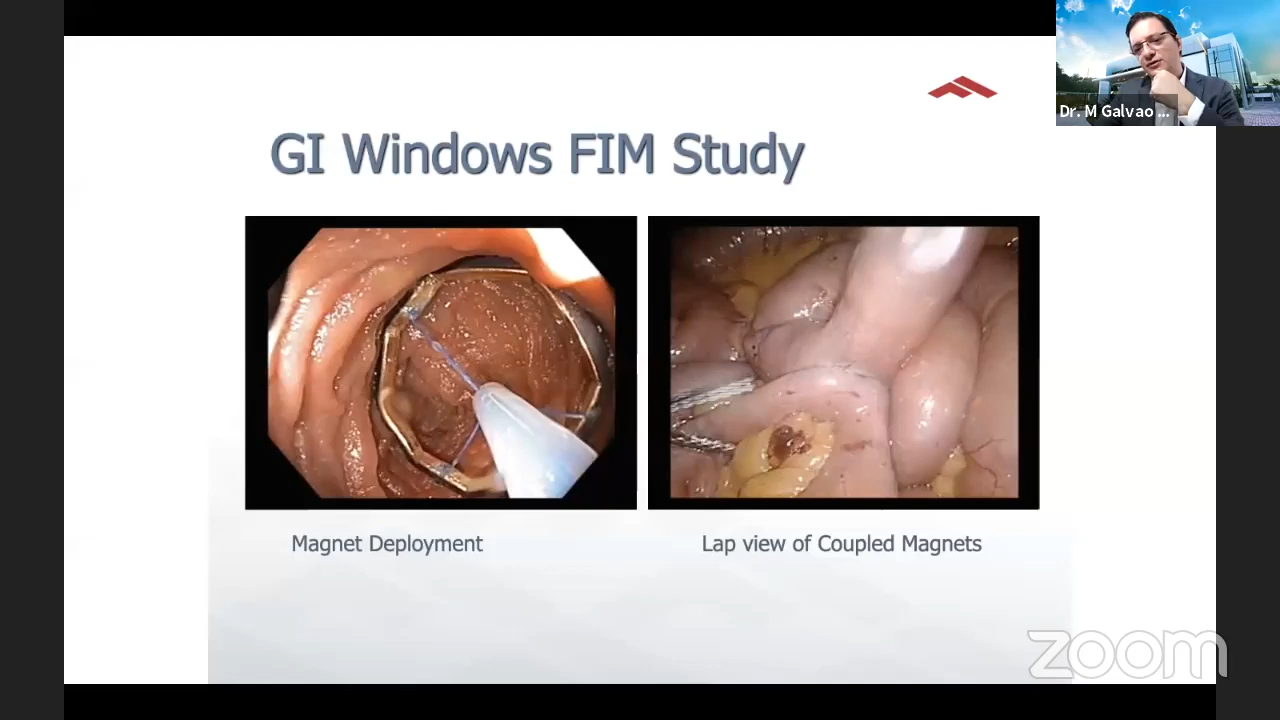 Dr. M Galvao ...
GI Windows FIM Study
Magnet Deployment
Lap view of Coupled Magnets
zoom